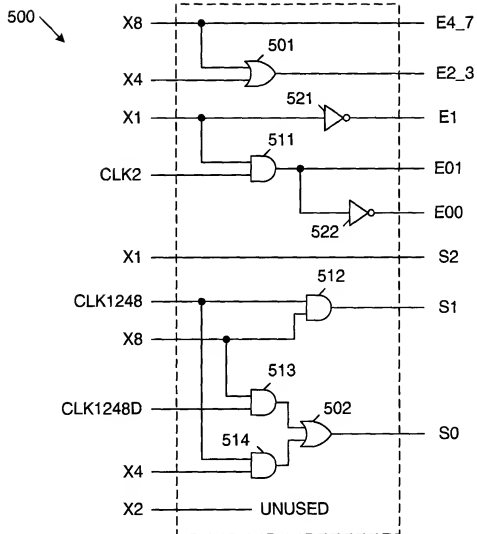 500
X8 E4_7
501
X4 E2_3
521
X1 E1
511
CLK2 E01
522 E00
X1 S2
512
CLK1248 S1
X8
513
CLK1248D 502
514 S0
X4
X2 UNUSED